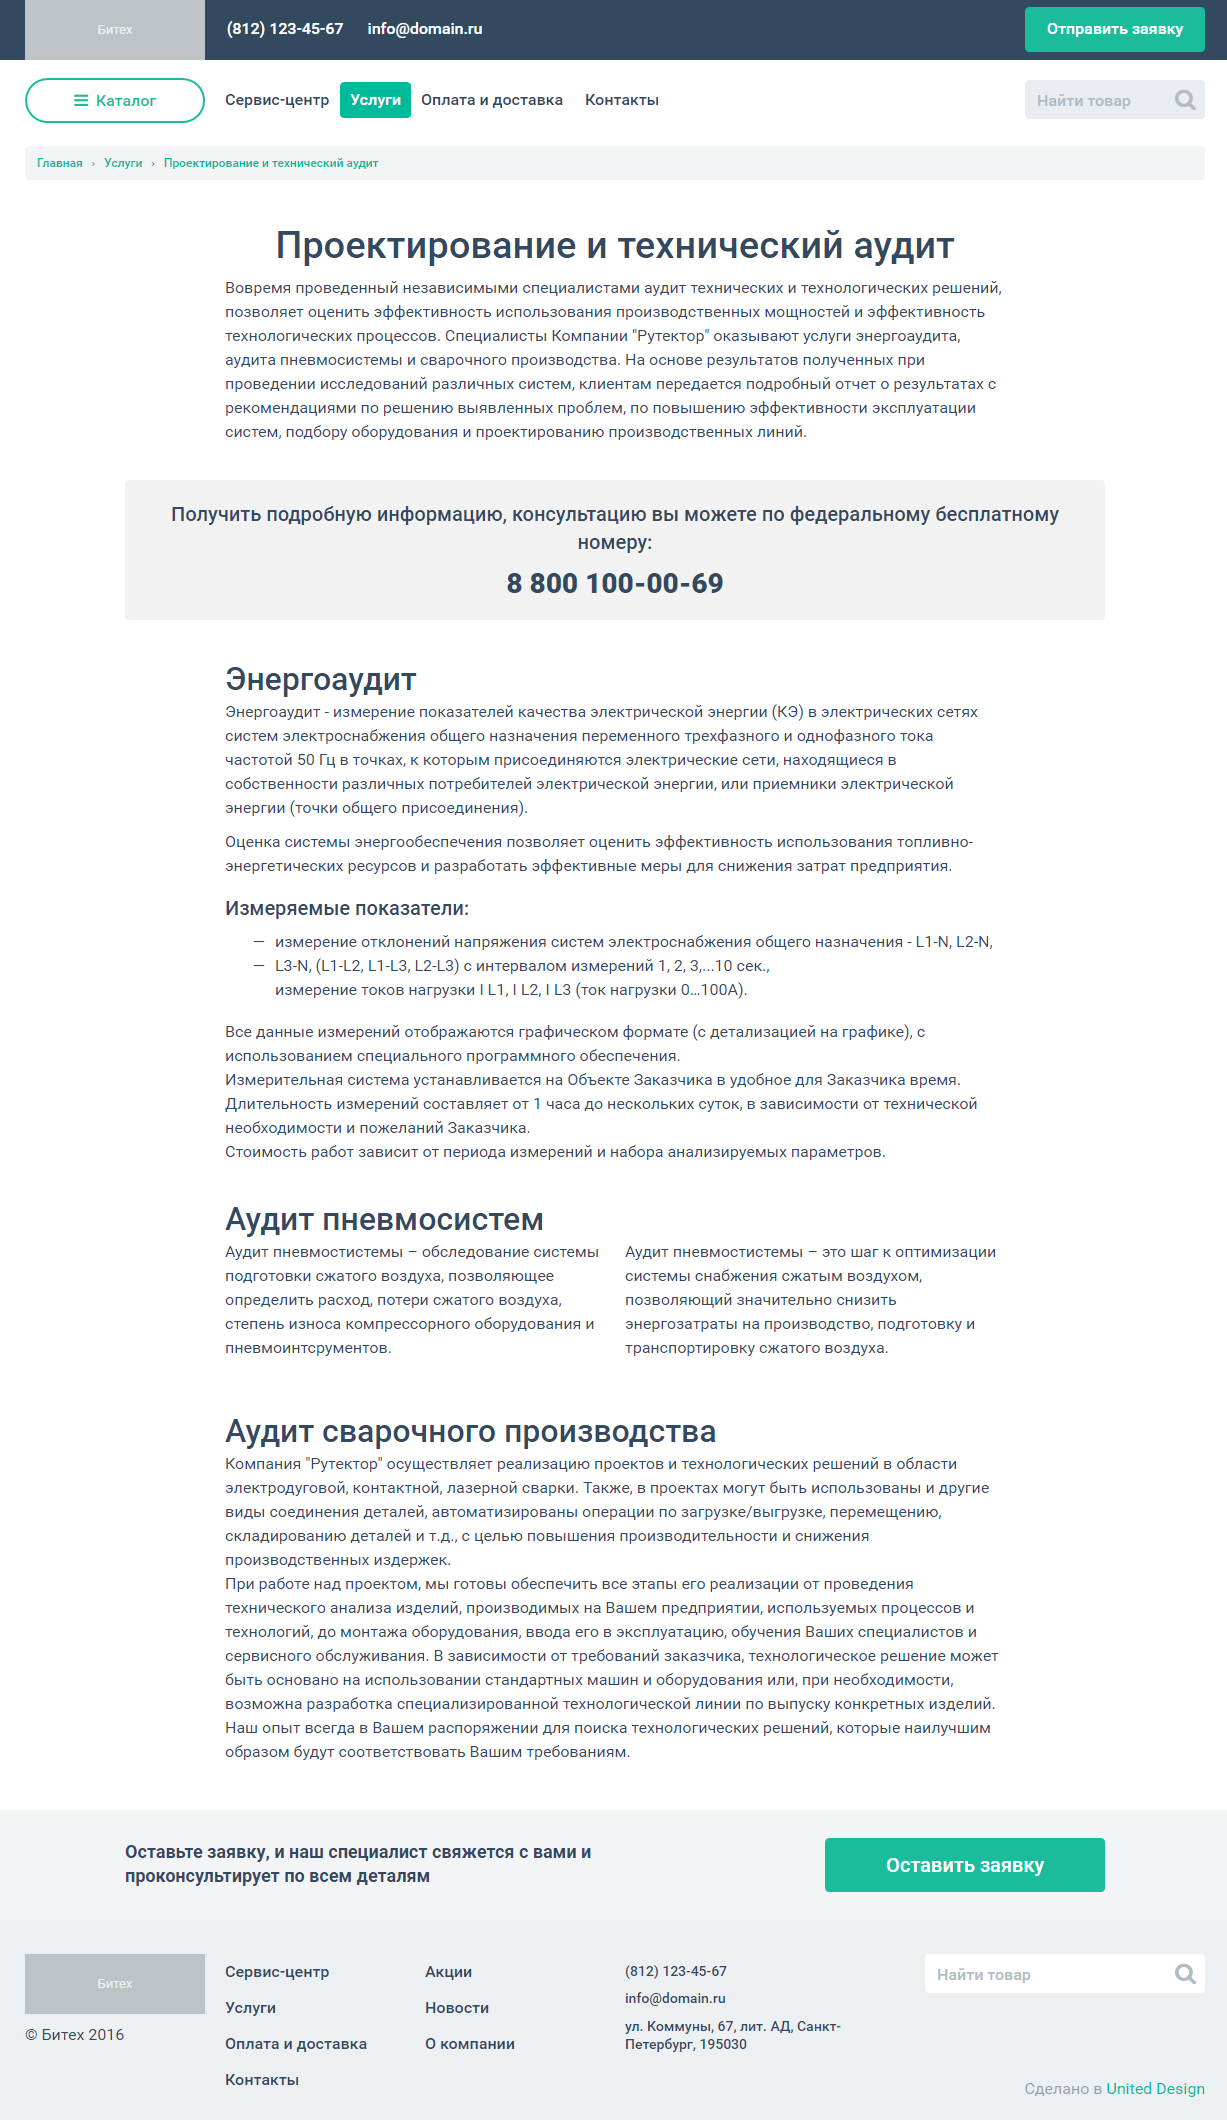 Битех
(812) 123-45-67
info@domain.ru
Отправить заявку
Каталог
Сервис-центр
Услуги
Оплата и доставка
Контакты
Найти товар
Главная › Услуги › Проектирование и технический аудит
Проектирование и технический аудит
Вовремя проведенный независимыми специалистами аудит технических и технологических решений,
позволяет оценить эффективность использования производственных мощностей и эффективность
технологических процессов. Специалисты Компании "Рутектор" оказывают услуги энергоаудита,
аудита пневмосистемы и сварочного производства. На основе результатов полученных при
проведении исследований различных систем, клиентам передается подробный отчет о результатах с
рекомендациями по решению выявленных проблем, по повышению эффективности эксплуатации
систем, подбору оборудования и проектированию производственных линий.
Получить подробную информацию, консультацию вы можете по федеральному бесплатному
номеру:
8 800 100-00-69
Энергоаудит
Энергоаудит - измерение показателей качества электрической энергии (КЭ) в электрических сетях
систем электроснабжения общего назначения переменного трехфазного и однофазного тока
частотой 50 Гц в точках, к которым присоединяются электрические сети, находящиеся в
собственности различных потребителей электрической энергии, или приемники электрической
энергии (точки общего присоединения).
Оценка системы энергообеспечения позволяет оценить эффективность использования топливно-
энергетических ресурсов и разработать эффективные меры для снижения затрат предприятия.
Измеряемые показатели:
— измерение отклонений напряжения систем электроснабжения общего назначения - L1-N, L2-N,
— L3-N, (L1-L2, L1-L3, L2-L3) с интервалом измерений 1, 2, 3,...10 сек.,
измерение токов нагрузки I L1, I L2, I L3 (ток нагрузки 0...100А).
Все данные измерений отображаются графическом формате (с детализацией на графике), с
использованием специального программного обеспечения.
Измерительная система устанавливается на Объекте Заказчика в удобное для Заказчика время.
Длительность измерений составляет от 1 часа до нескольких суток, в зависимости от технической
необходимости и пожеланий Заказчика.
Стоимость работ зависит от периода измерений и набора анализируемых параметров.
Аудит пневмосистем
Аудит пневмостистемы – обследование системы
подготовки сжатого воздуха, позволяющее
определить расход, потери сжатого воздуха,
степень износа компрессорного оборудования и
пневмоинтсрументов.
Аудит пневмостистемы – это шаг к оптимизации
системы снабжения сжатым воздухом,
позволяющий значительно снизить
энергозатраты на производство, подготовку и
транспортировку сжатого воздуха.
Аудит сварочного производства
Компания "Рутектор" осуществляет реализацию проектов и технологических решений в области
электродуговой, контактной, лазерной сварки. Также, в проектах могут быть использованы и другие
виды соединения деталей, автоматизированы операции по загрузке/выгрузке, перемещению,
складированию деталей и т.д., с целью повышения производительности и снижения
производственных издержек.
При работе над проектом, мы готовы обеспечить все этапы его реализации от проведения
технического анализа изделий, производимых на Вашем предприятии, используемых процессов и
технологий, до монтажа оборудования, ввода его в эксплуатацию, обучения Ваших специалистов и
сервисного обслуживания. В зависимости от требований заказчика, технологическое решение может
быть основано на использовании стандартных машин и оборудования или, при необходимости,
возможна разработка специализированной технологической линии по выпуску конкретных изделий.
Наш опыт всегда в Вашем распоряжении для поиска технологических решений, которые наилучшим
образом будут соответствовать Вашим требованиям.
Оставьте заявку, и наш специалист свяжется с вами и
проконсультирует по всем деталям
Оставить заявку
Битех
© Битех 2016
Сервис-центр
Услуги
Оплата и доставка
Контакты
Акции
Новости
О компании
(812) 123-45-67
info@domain.ru
ул. Коммуны, 67, лит. АД, Санкт-
Петербург, 195030
Найти товар
Сделано в United Design